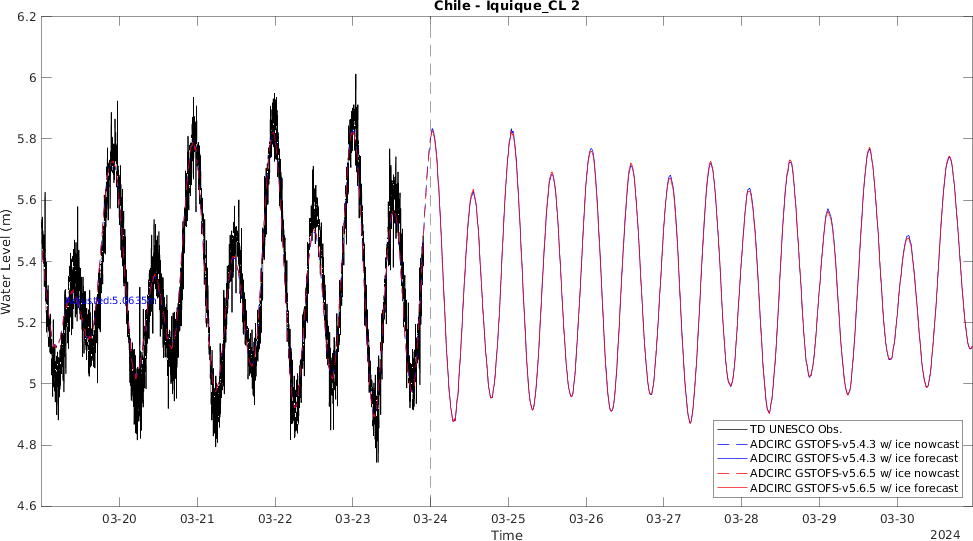 Chile - Iquique_CL 2
6.2
6
5.8
5.6
5.4
5.2
5
4.8
4.6
Water Level (m)
03-20
03-21
03-22
03-23
03-24
03-25
03-26
03-27
03-28
03-29
03-30
Time
2024
TD UNESCO Obs.
ADCIRC GSTOFS-v5.4.3 w/ ice nowcast
ADCIRC GSTOFS-v5.4.3 w/ ice forecast
ADCIRC GSTOFS-v5.6.5 w/ ice nowcast
ADCIRC GSTOFS-v5.6.5 w/ ice forecast